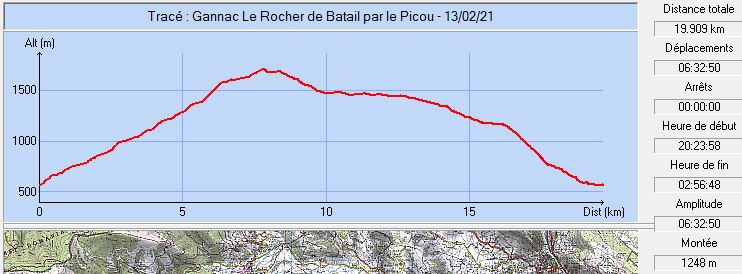 Tracé : Gannac Le Rocher de Batail par le Picou - 13/02/21
Alt (m)
1500
1000
500
0
5
10
15
Dist (km)
Distance totale
19.909 km
Déplacements
06:32:50
Arrêts
00:00:00
Heure de début
20:23:58
Heure de fin
02:56:48
Amplitude
06:32:50
Montée
1248 m